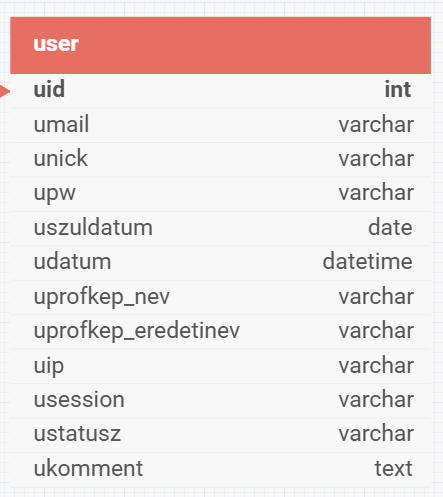 user
uid int
umail varchar
unick varchar
upw varchar
uszuldatum date
udatum datetime
uprofkep_nev varchar
uprofkep_eredetinev varchar
uip varchar
usession varchar
ustatusz varchar
ukomment text